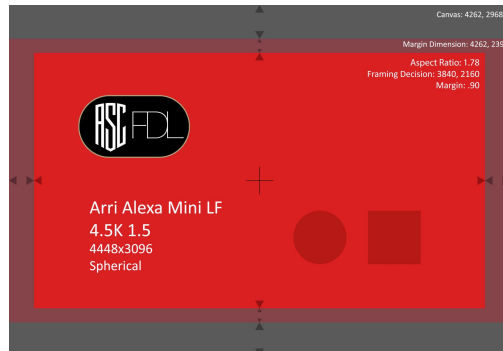 Canvas: 4262, 2968
Margin Dimension: 4262, 239
Aspect Ratio: 1.78
Framing Decision: 3840, 2160
Margin: .90
ASC FDL
Arri Alexa Mini LF
4.5K 1.5
4448x3096
Spherical